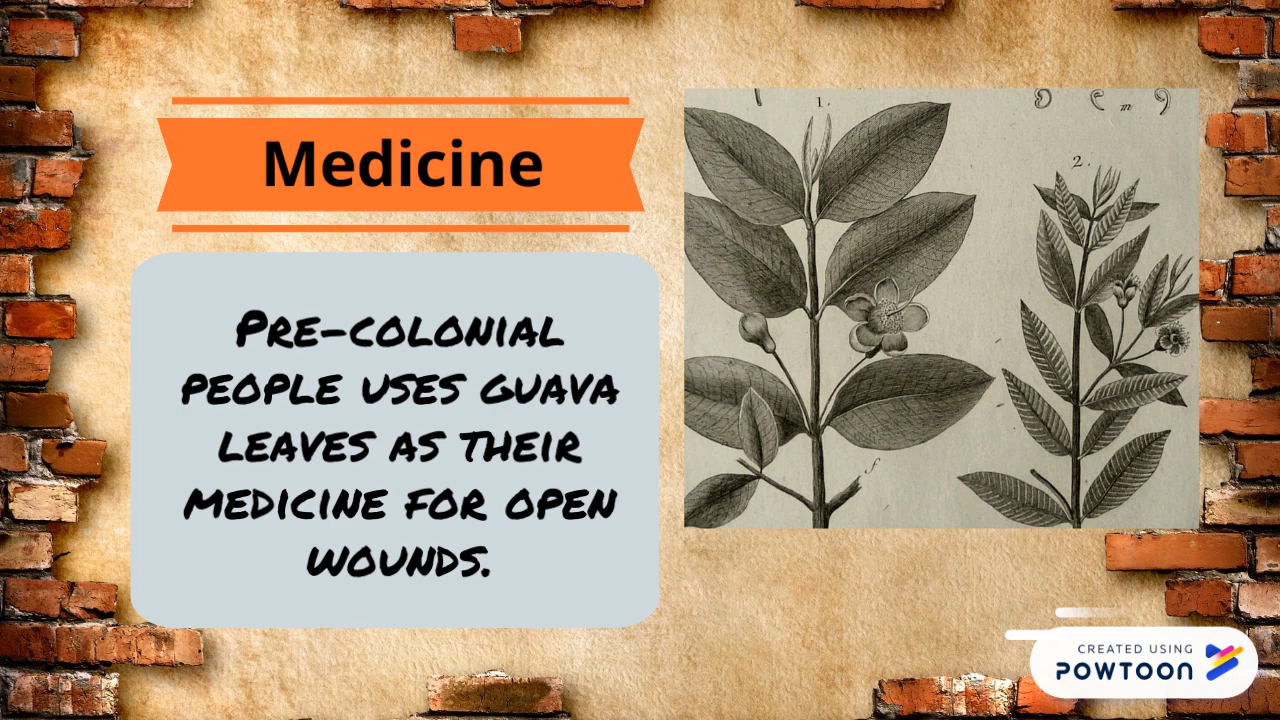 Medicine
PRE-COLONIAL
PEOPLE USES GUAVA
LEAVES AS THEIR
MEDICINE FOR OPEN
WOUNDS.
1.
m
2.
f
CREATED USING
POWTOON